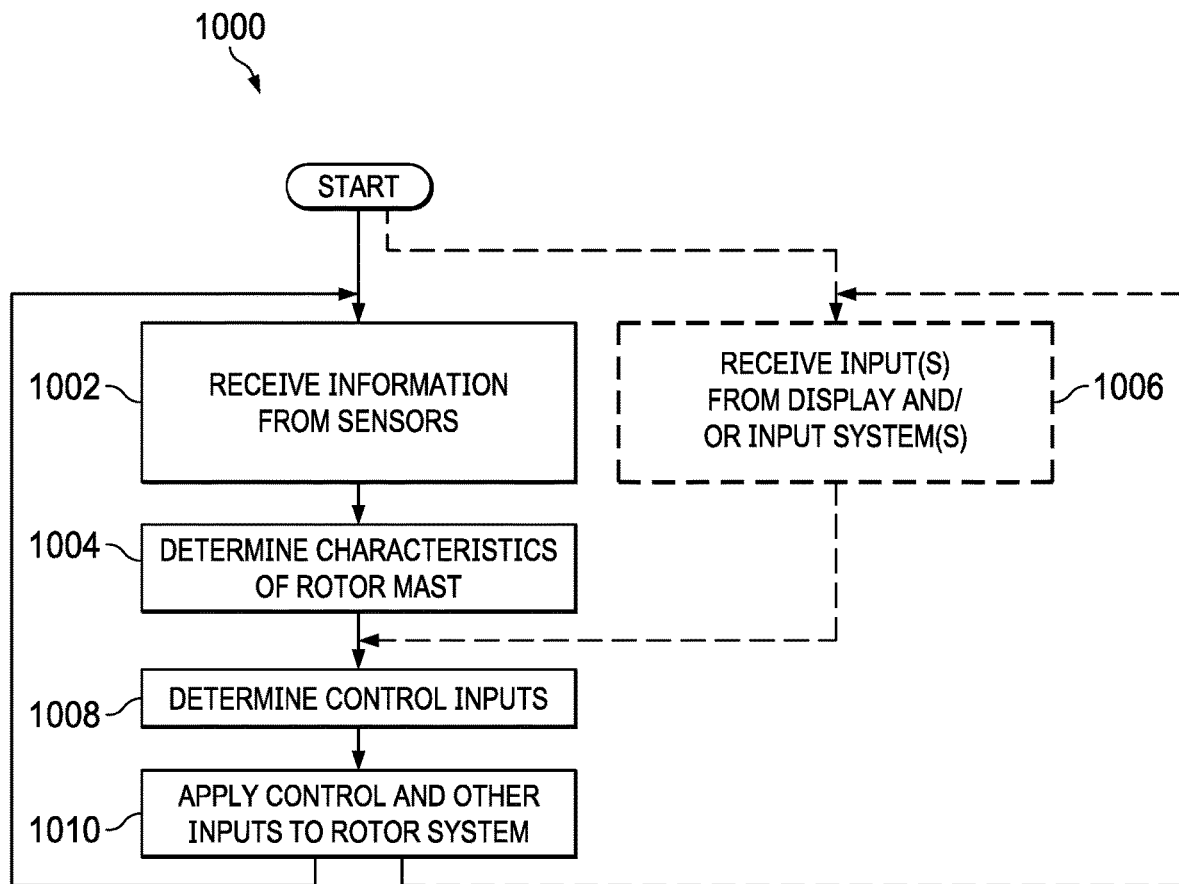 1000
START
1002
RECEIVE INFORMATION
FROM SENSORS
RECEIVE INPUT(S)
FROM DISPLAY AND/
OR INPUT SYSTEM(S)
1006
1004
DETERMINE CHARACTERISTICS
OF ROTOR MAST
1008
DETERMINE CONTROL INPUTS
1010
APPLY CONTROL AND OTHER
INPUTS TO ROTOR SYSTEM